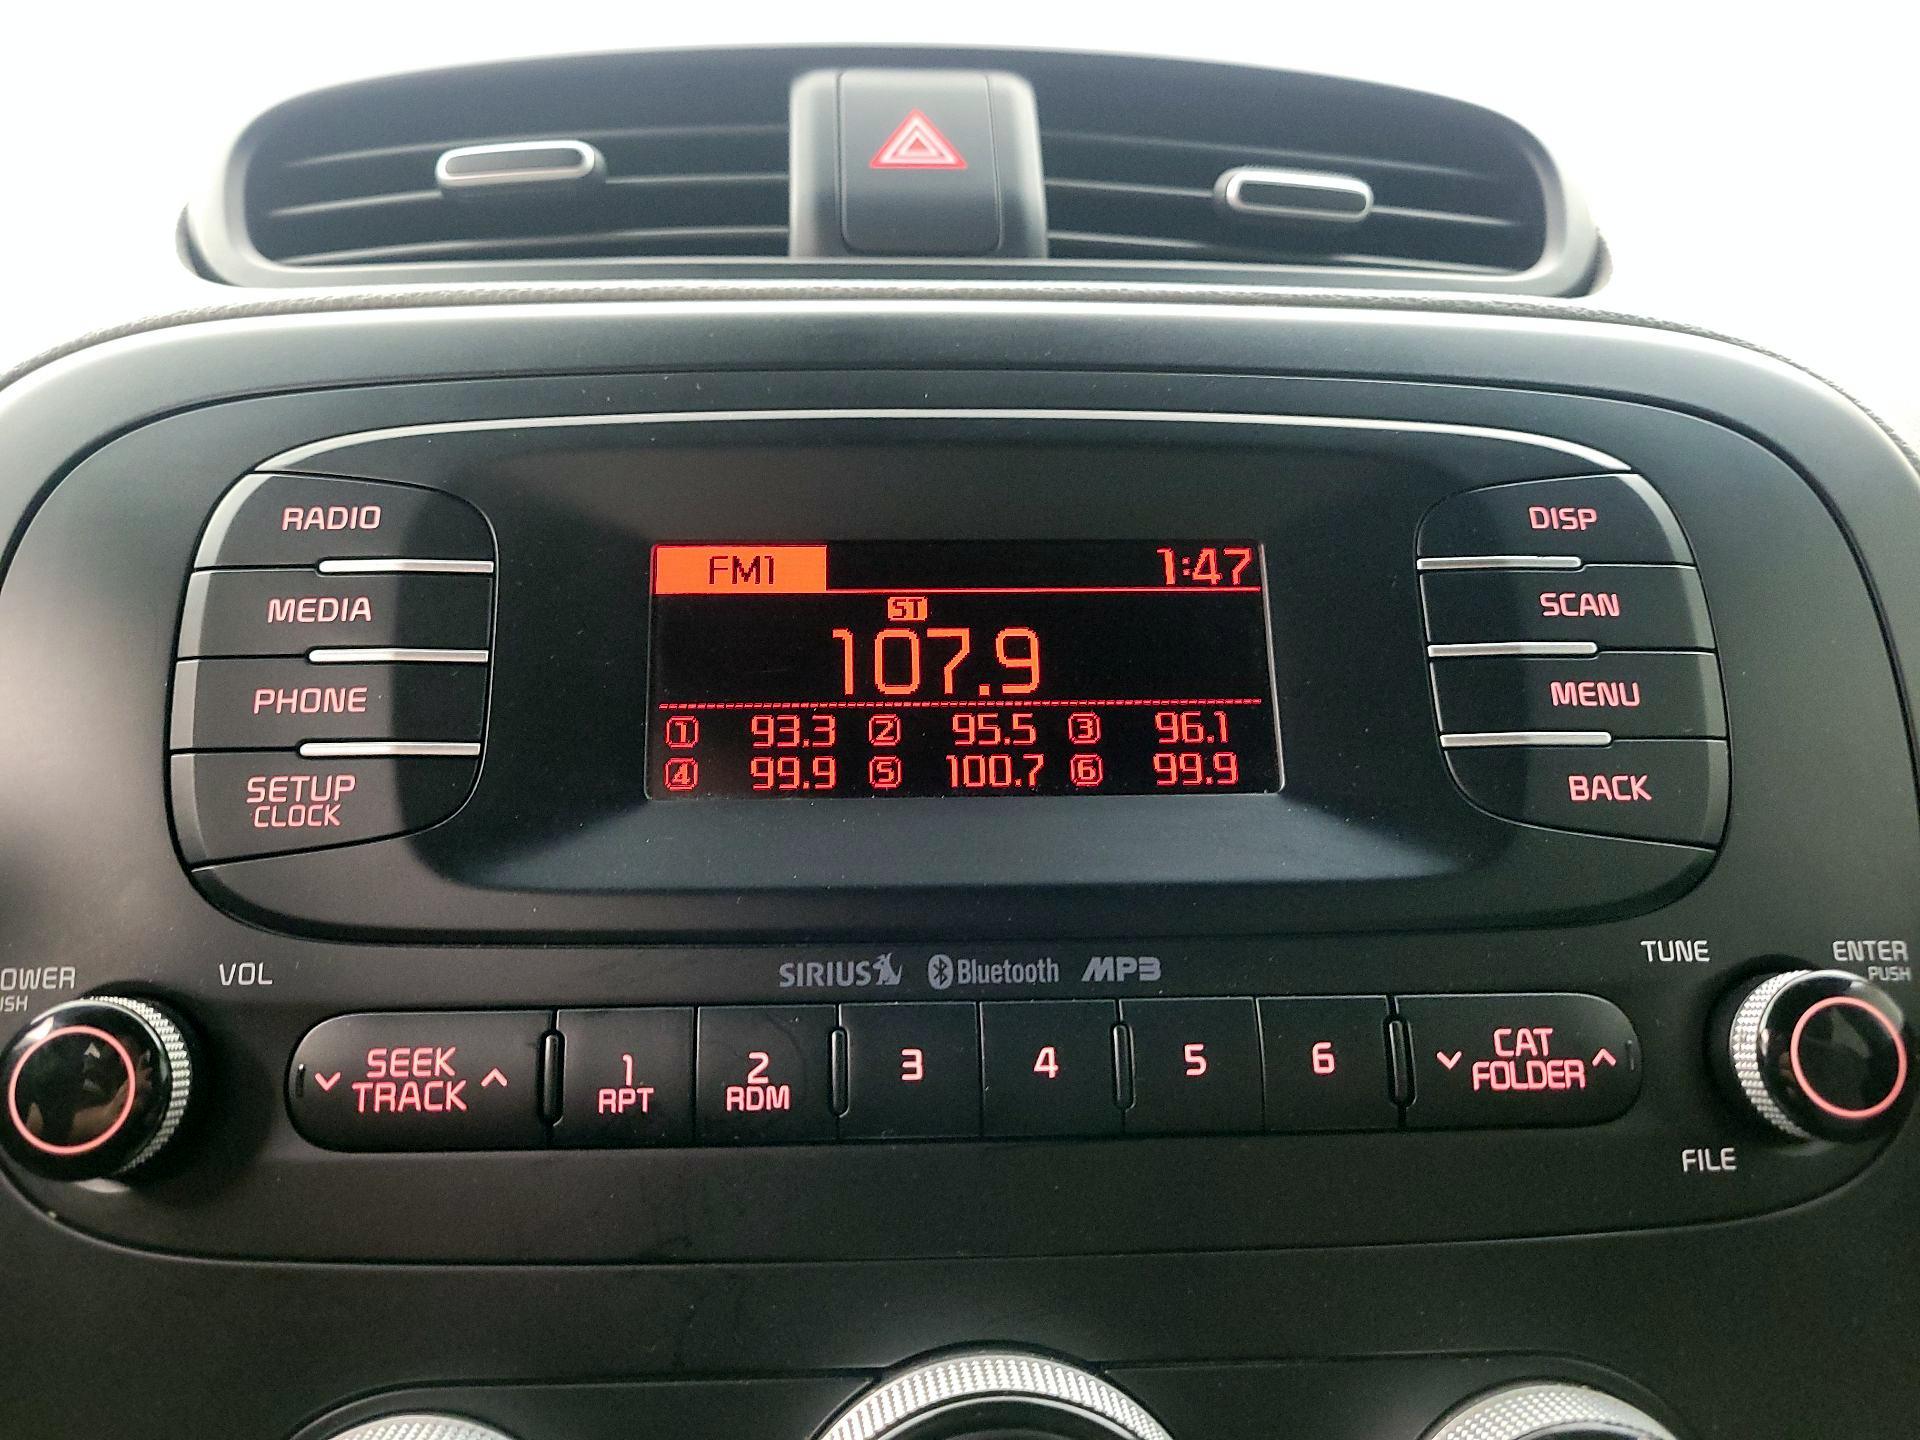 RADIO
MEDIA
PHONE
SETUP
CLOCK
FM1 1:47
ST
107.9
1 93.3 2 95.5 3 96.1
4 99.9 5 100.7 6 99.9
DISP
SCAN
MENU
BACK
OWER
USH
VOL
SIRIUS Bluetooth MP3
TUNE
ENTER
PUSH
SEEK
TRACK
1
RPT
2
RDM
3
4
5
6
CAT
FOLDER
FILE